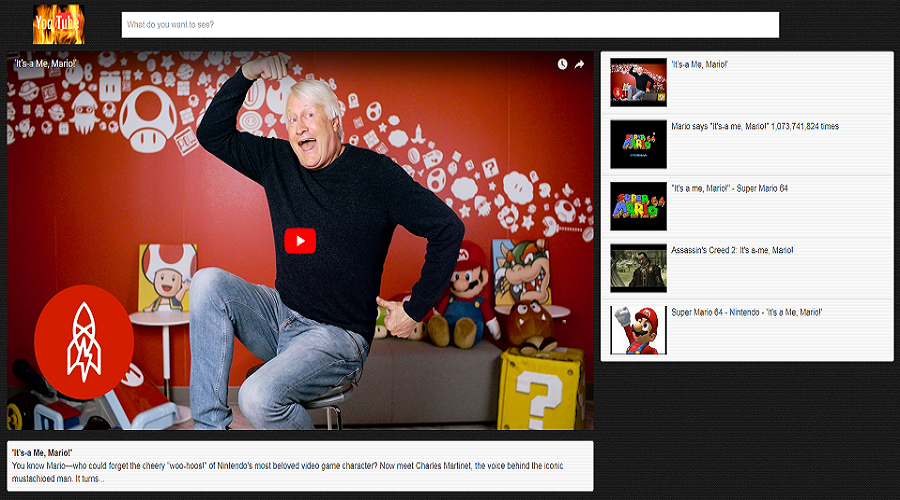 You Tube
What do you want to see?
'It's-a Me, Mario!'
'It's-a Me, Mario!'
Mario says "It's-a me, Mario!" 1,073,741,824 times
"It's a me, Mario!" - Super Mario 64
Assassin's Creed 2: It's a-me, Mario!
Super Mario 64 - Nintendo - "It's a Me, Mario!"
SUPER
MARIO 64
'It's-a Me, Mario!'
You know Mario—who could forget the cheery "woo-hoos!" of Nintendo's most beloved video game character? Now meet Charles Martinet, the voice behind the iconic
mustachioed man. It turns...